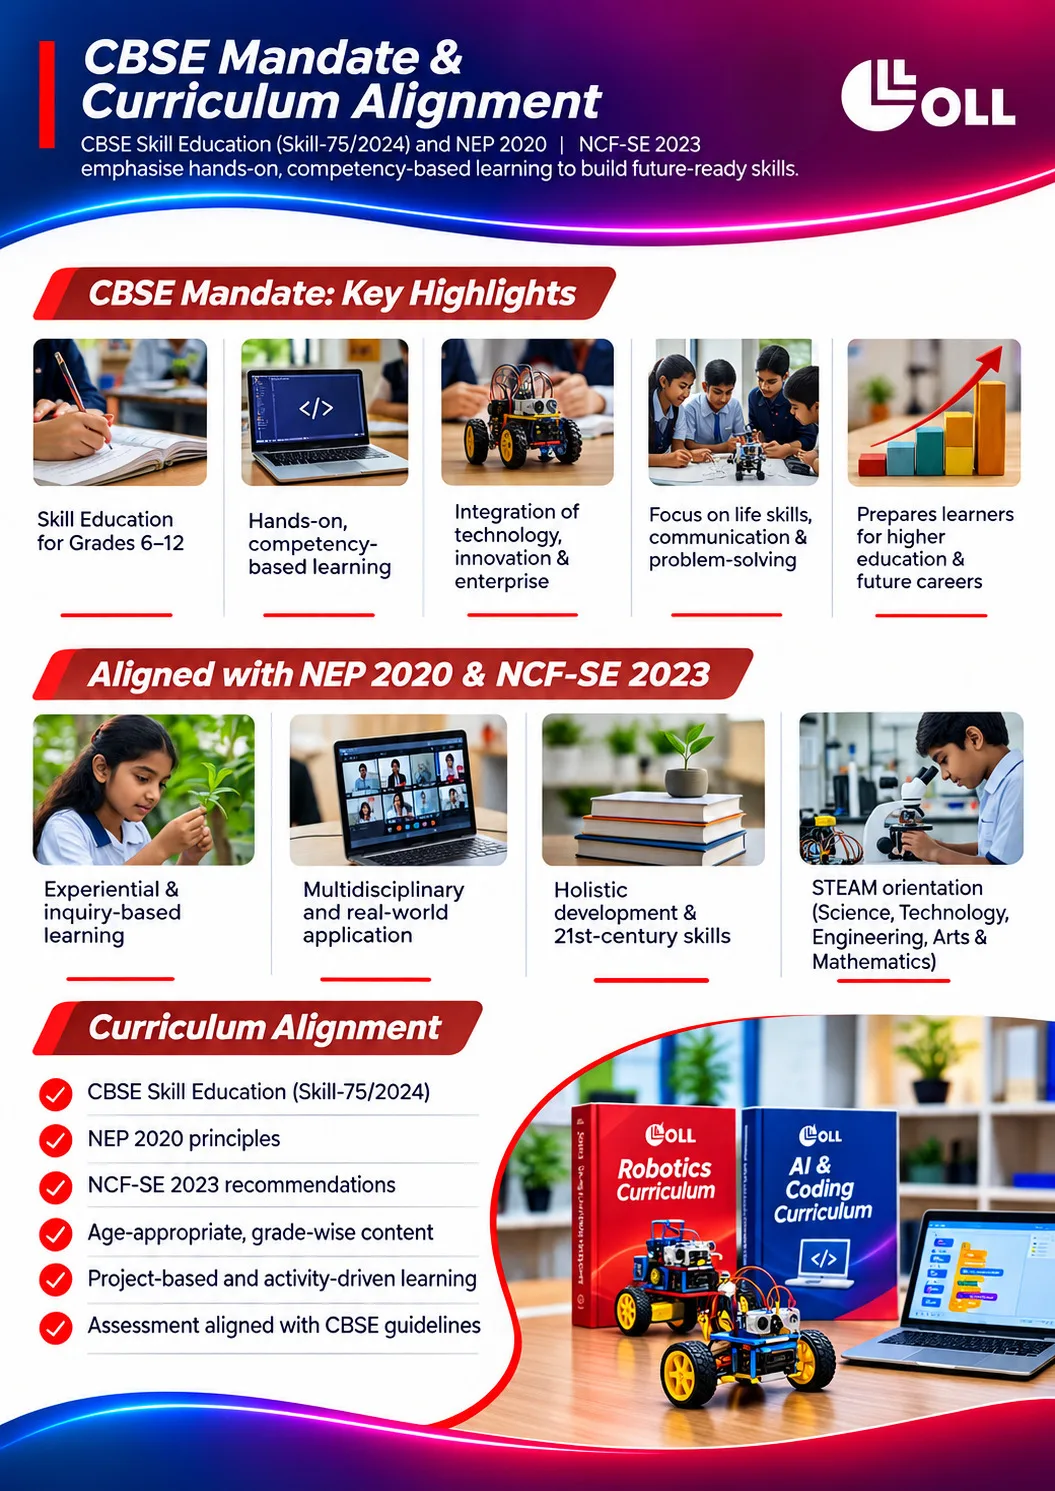 CBSE Mandate &
Curriculum Alignment
CBSE Skill Education (Skill-75/2024) and NEP 2020 | NCF-SE 2023
emphasise hands-on, competency-based learning to build future-ready skills.
OLL
CBSE Mandate: Key Highlights
</>
Skill Education
for Grades 6–12
Hands-on,
competency-
based learning
Integration of
technology,
innovation &
enterprise
Focus on life skills,
communication &
problem-solving
Prepares learners
for higher
education &
future careers
Aligned with NEP 2020 & NCF-SE 2023
Experiential &
inquiry-based
learning
Multidisciplinary
and real-world
application
Holistic
development &
21st-century skills
STEAM orientation
(Science, Technology,
Engineering, Arts &
Mathematics)
Curriculum Alignment
CBSE Skill Education (Skill-75/2024)
NEP 2020 principles
NCF-SE 2023 recommendations
Age-appropriate, grade-wise content
Project-based and activity-driven learning
Assessment aligned with CBSE guidelines
OLL
Robotics
Curriculum
OLL
AI &
Coding
Curriculum
</>